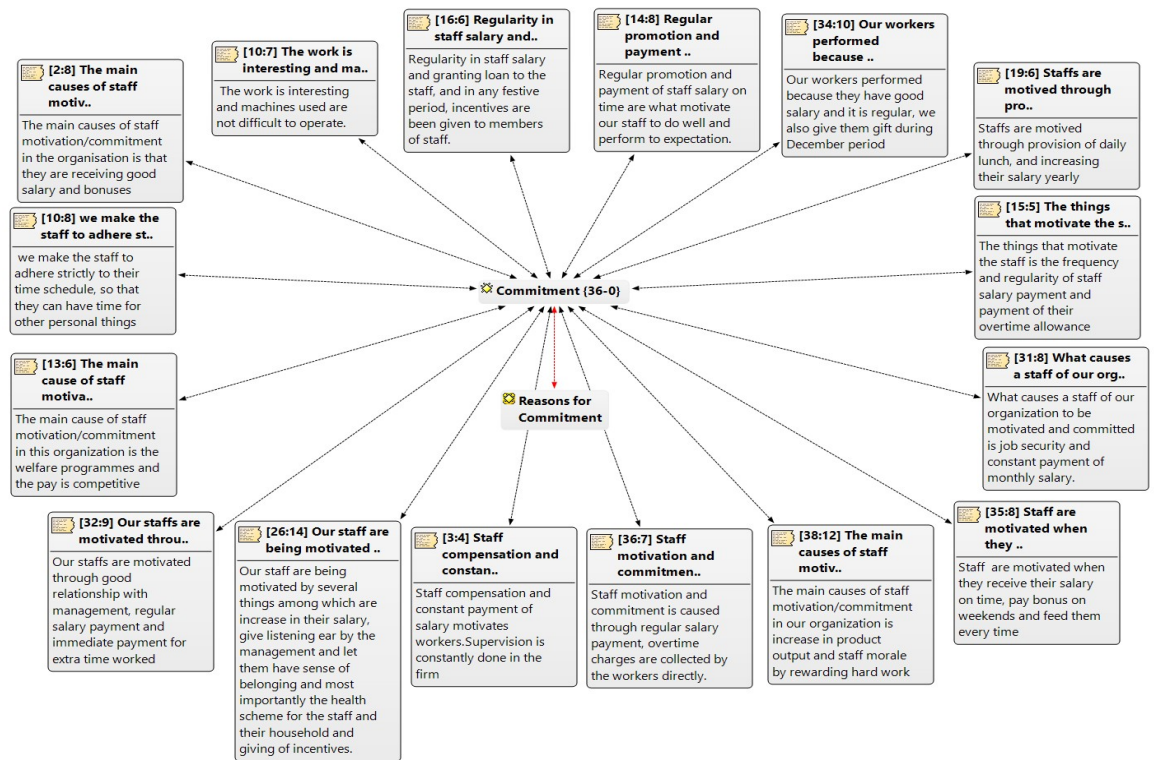 [16:6] Regularity in
staff salary and..
Regularity in staff salary
and granting loan to the
staff, and in any festive
period, incentives are
been given to members
of staff.
[14:8] Regular
promotion and
payment ..
Regular promotion and
payment of staff salary on
time are what motivate
our staff to do well and
perform to expectation.
[34:10] Our workers
performed
because ..
Our workers performed
because they have good
salary and it is regular, we
also give them gift during
December period
[10:7] The work is
interesting and ma..
The work is interesting
and machines used are
not difficult to operate.
[2:8] The main
causes of staff
motiv..
The main causes of staff
motivation/commitment
in the organisation is that
they are receiving good
salary and bonuses
[19:6] Staffs are
motived through
pro..
Staffs are motived
through provision of daily
lunch, and increasing
their salary yearly
[10:8] we make the
staff to adhere st..
we make the staff to
adhere strictly to their
time schedule, so that
they can have time for
other personal things
[15:5] The things
that motivate the s..
The things that motivate
the staff is the frequency
and regularity of staff
salary payment and
payment of their
overtime allowance
Commitment {36-0}
Reasons for
Commitment
[13:6] The main
cause of staff
motiva..
The main cause of staff
motivation/commitment
in this organization is the
welfare programmes and
the pay is competitive
[31:8] What causes
a staff of our org..
What causes a staff of our
organization to be
motivated and committed
is job security and
constant payment of
monthly salary.
[32:9] Our staffs are
motivated throu..
Our staffs are motivated
through good
relationship with
management, regular
salary payment and
immediate payment for
extra time worked
[26:14] Our staff are
being motivated ..
Our staff are being
motivated by several
things among which are
increase in their salary,
give listening ear by the
management and let
them have sense of
belonging and most
importantly the health
scheme for the staff and
their household and
giving of incentives.
[3:4] Staff
compensation and
constan..
Staff compensation and
constant payment of
salary motivates
workers.Supervision is
constantly done in the
firm
[36:7] Staff
motivation and
commitmen..
Staff motivation and
commitment is caused
through regular salary
payment, overtime
charges are collected by
the workers directly.
[38:12] The main
causes of staff
motiv..
The main causes of staff
motivation/commitment
in our organization is
increase in product
output and staff morale
by rewarding hard work
[35:8] Staff are
motivated when
they ..
Staff are motivated when
they receive their salary
on time, pay bonus on
weekends and feed them
every time